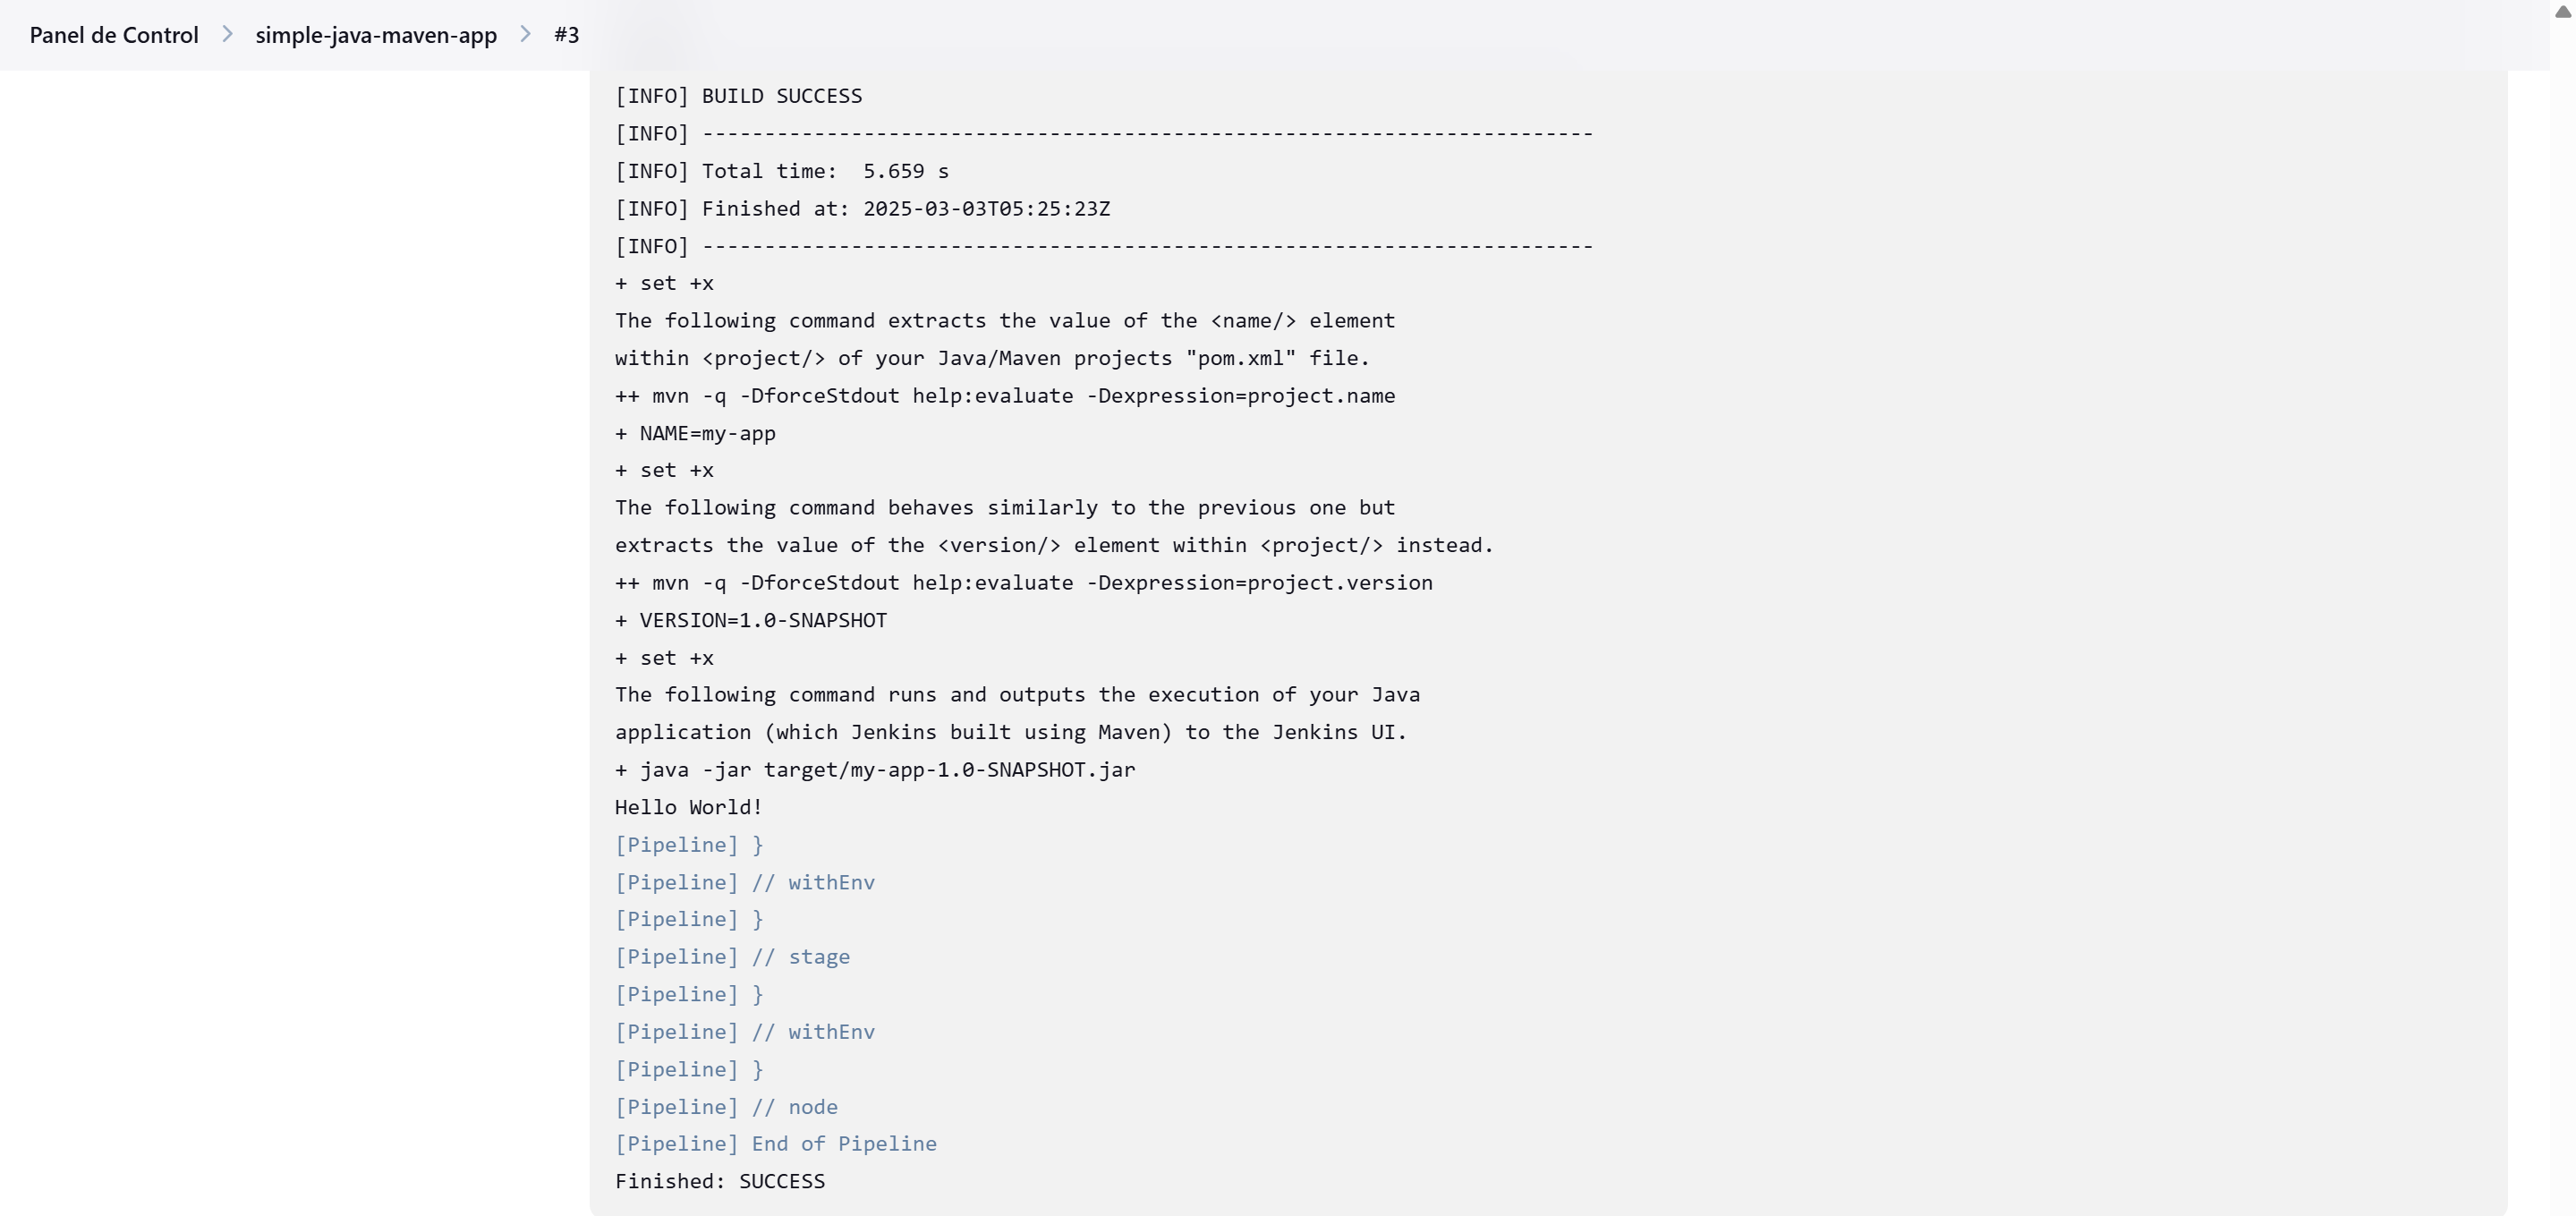 Panel de Control > simple-java-maven-app > #3
[INFO] BUILD SUCCESS
[INFO] ------------------------------------------------------------------------
[INFO] Total time:  5.659 s
[INFO] Finished at: 2025-03-03T05:25:23Z
[INFO] ------------------------------------------------------------------------
+ set +x
The following command extracts the value of the <name/> element
within <project/> of your Java/Maven projects "pom.xml" file.
++ mvn -q -DforceStdout help:evaluate -Dexpression=project.name
+ NAME=my-app
+ set +x
The following command behaves similarly to the previous one but
extracts the value of the <version/> element within <project/> instead.
++ mvn -q -DforceStdout help:evaluate -Dexpression=project.version
+ VERSION=1.0-SNAPSHOT
+ set +x
The following command runs and outputs the execution of your Java
application (which Jenkins built using Maven) to the Jenkins UI.
+ java -jar target/my-app-1.0-SNAPSHOT.jar
Hello World!
[Pipeline] }
[Pipeline] // withEnv
[Pipeline] }
[Pipeline] // stage
[Pipeline] }
[Pipeline] // withEnv
[Pipeline] }
[Pipeline] // node
[Pipeline] End of Pipeline
Finished: SUCCESS